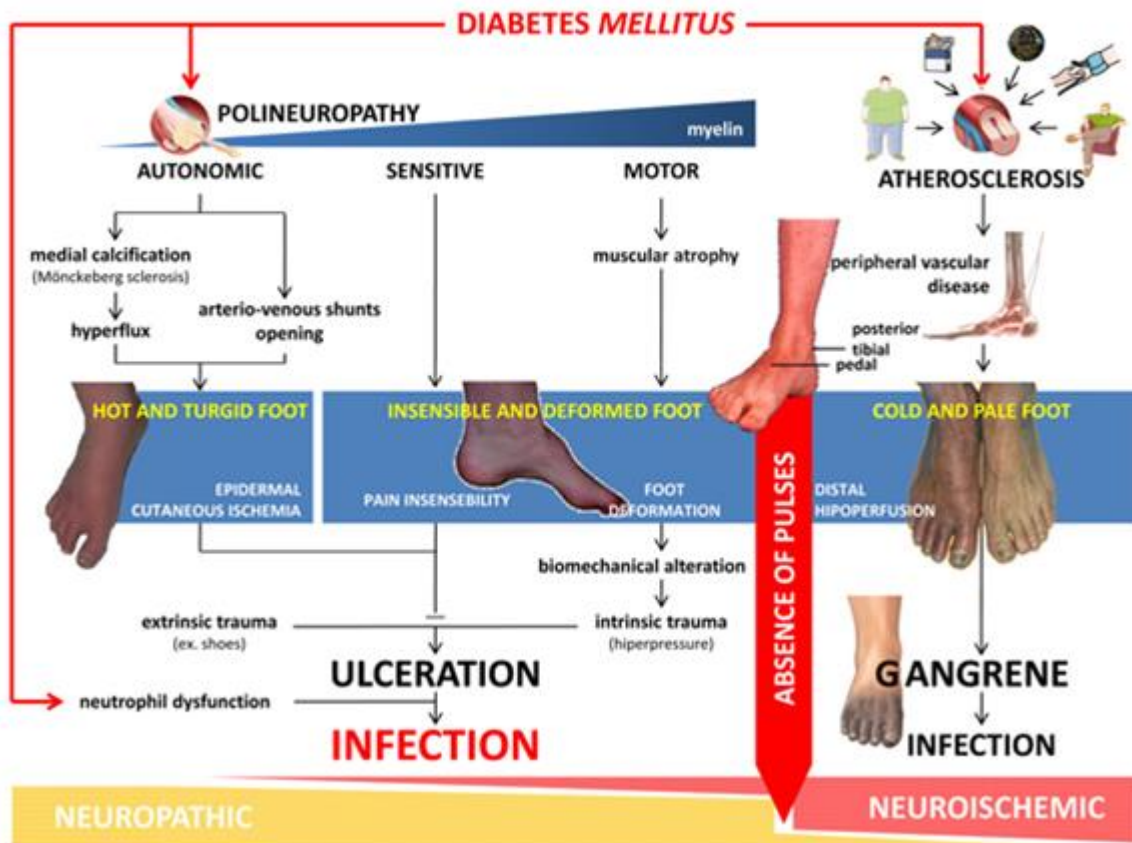 DIABETES MELLITUS
POLINEUROPATHY
myelin
AUTONOMIC
SENSITIVE
MOTOR
ATHEROSCLEROSIS
medial calcification
(Mönckeberg sclerosis)
hyperflux
arterio-venous shunts
opening
muscular atrophy
peripheral vascular
disease
posterior
tibial
pedal
HOT AND TURGID FOOT
INSENSIBLE AND DEFORMED FOOT
COLD AND PALE FOOT
EPIDERMAL
CUTANEOUS ISCHEMIA
PAIN INSENSEBILITY
FOOT
DEFORMATION
DISTAL
HIPOPERFUSION
ABSENCE OF PULSES
biomechanical alteration
extrinsic trauma
(ex. shoes)
intrinsic trauma
(hiperpressure)
ULCERATION
GANGRENE
neutrophil dysfunction
INFECTION
INFECTION
NEUROPATHIC
NEUROISCHEMIC